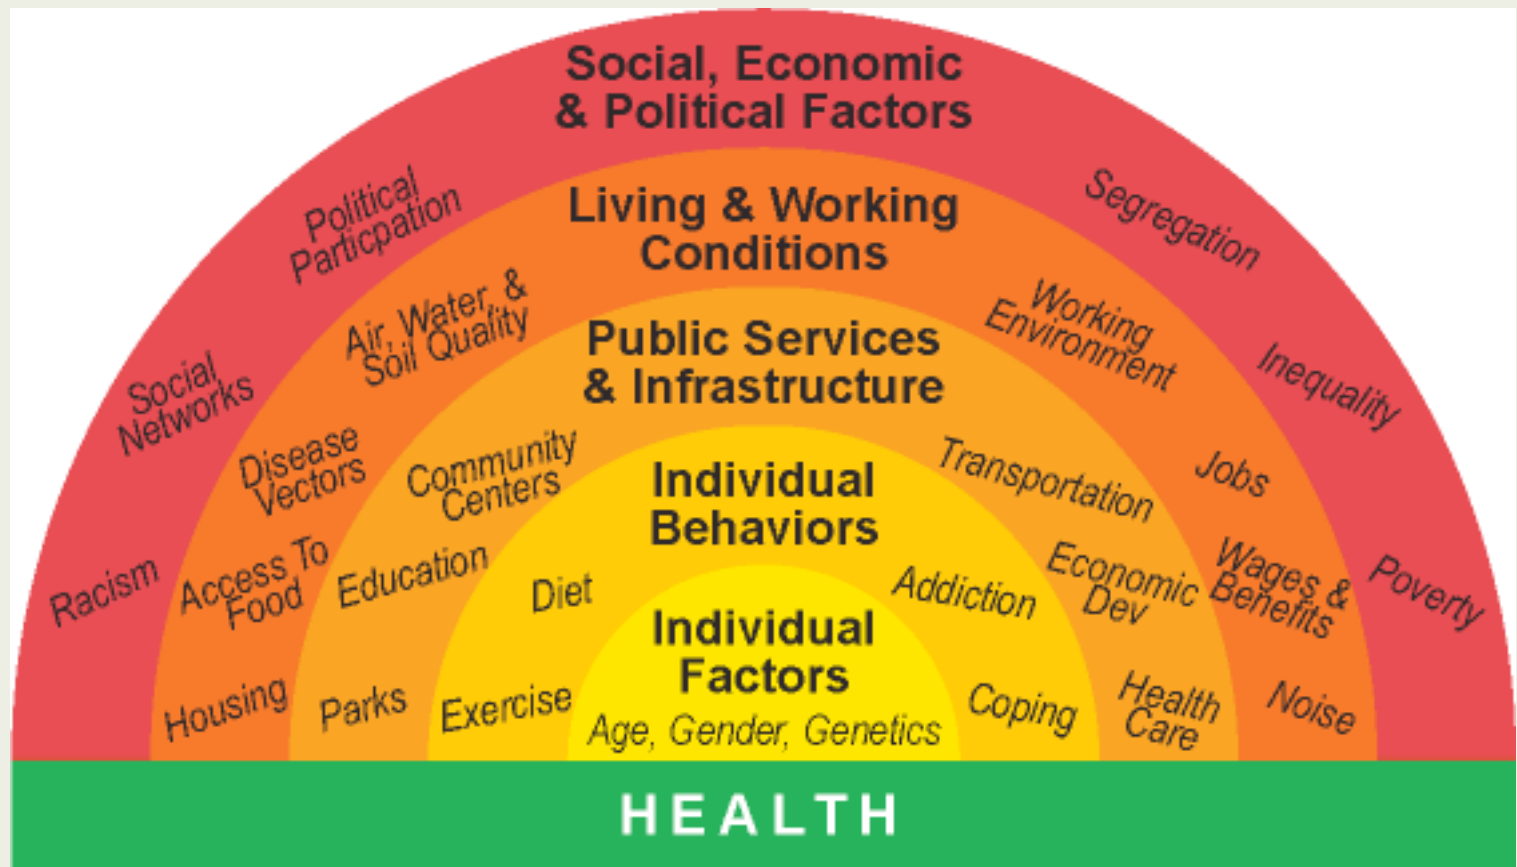 Social, Economic
& Political Factors
Political
Particpation
Segregation
Social
Networks
Inequality
Racism
Poverty
Living & Working
Conditions
Air, Water, &
Soil Quality
Working
Environment
Disease
Vectors
Jobs
Access To
Food
Wages &
Benefits
Housing
Noise
Public Services
& Infrastructure
Community
Centers
Transportation
Education
Economic
Dev
Parks
Health
Care
Individual
Behaviors
Diet
Addiction
Exercise
Coping
Individual
Factors
Age, Gender, Genetics
HEALTH